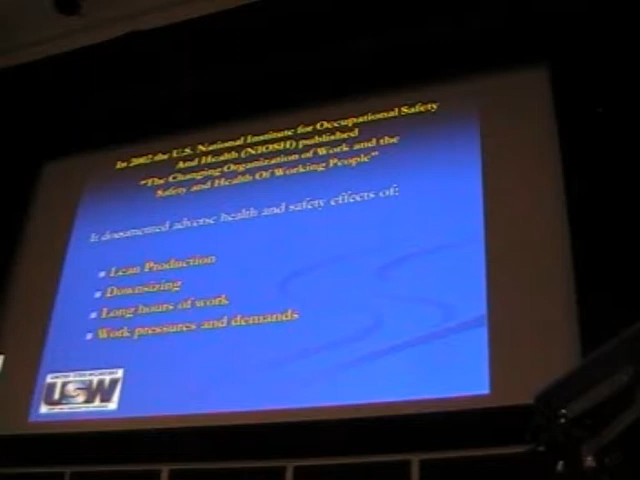 In 2002 the U.S. National Institute for Occupational Safety
And Health (NIOSH) published
"The Changing Organization of Work and the
Safety and Health Of Working People"
It documented adverse health and safety effects of:
Lean Production
Downsizing
Long hours of work
Work pressures and demands
USW